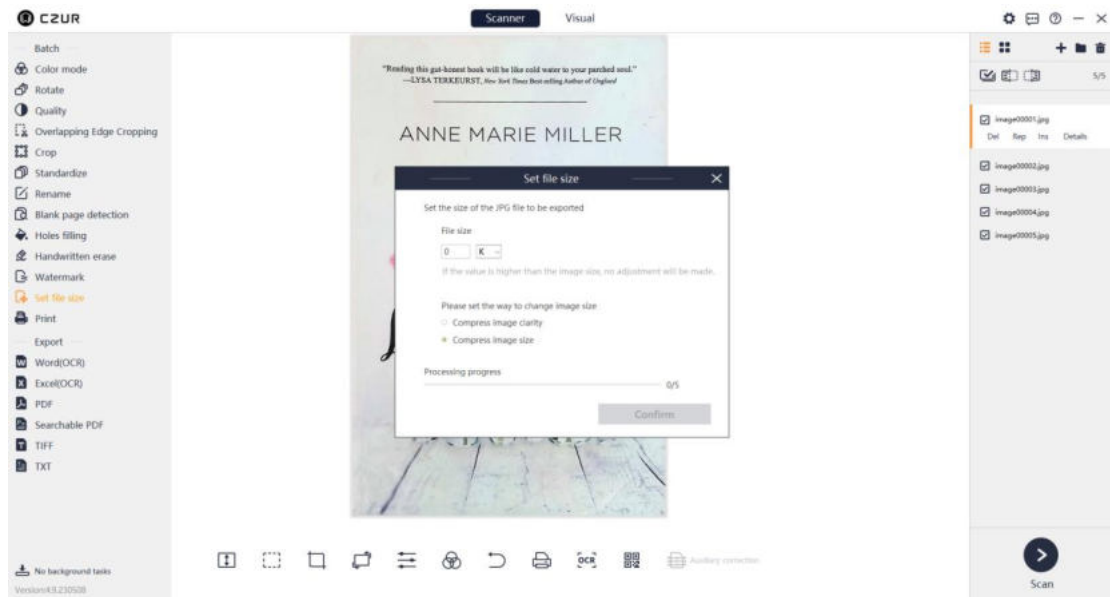 CZUR
Scanner
Visual
Batch
Color mode
Rotate
Quality
Overlapping Edge Cropping
Crop
Standardize
Rename
Blank page detection
Holes filling
Handwritten erase
Watermark
Set file size
Print
Export
Word(OCR)
Excel(OCR)
PDF
Searchable PDF
TIFF
TXT
No background tasks
Version:4.9.230508
"Reading this gut-honest book will be like cold water to your parched soul."
—LYSA TERKEURST, New York Times Best-selling Author of Unglued
ANNE MARIE MILLER
Set file size
Set the size of the JPG file to be exported
File size
0 K
If the value is higher than the image size, no adjustment will be made.
Please set the way to change image size
Compress image clarity
Compress image size
Processing progress
0/5
Confirm
OCR
Auxiliary correction
5/5
image00001.jpg
Del Rep Ins Details
image00002.jpg
image00003.jpg
image00004.jpg
image00005.jpg
Scan